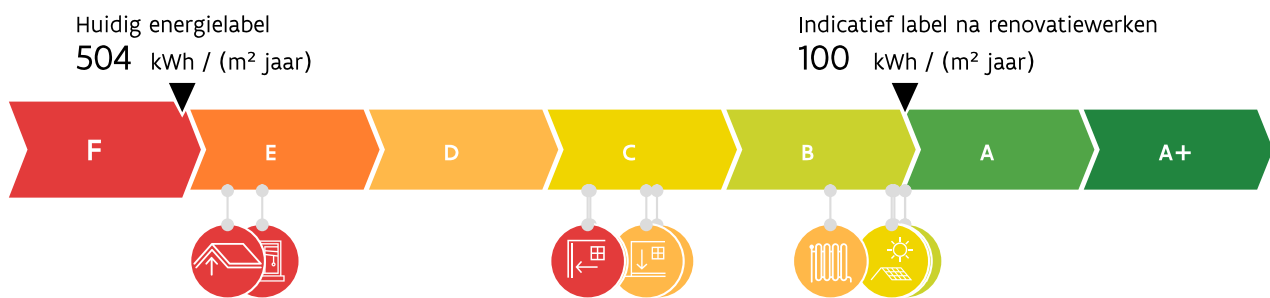 Huidig energielabel
504 kWh / (m² jaar)
Indicatief label na renovatiewerken
100 kWh / (m² jaar)
F E D C B A A+